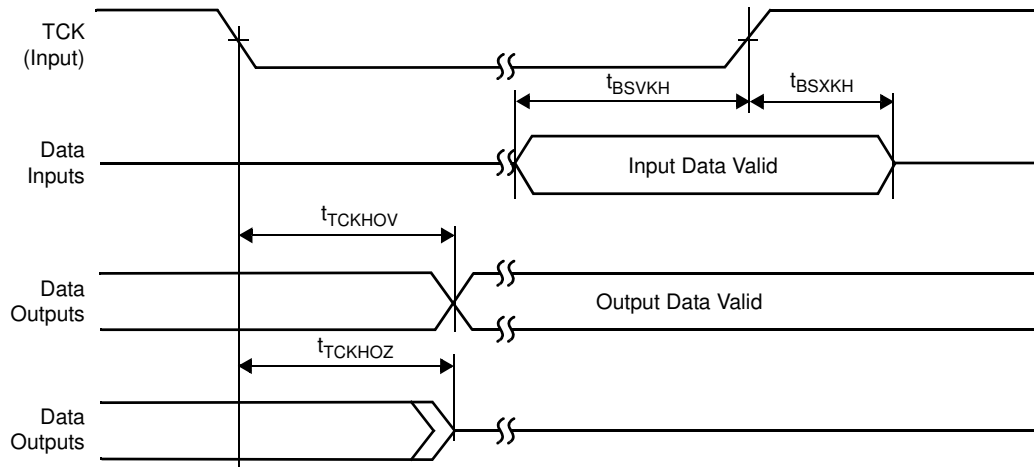 TCK
(Input)
tBSVKH
tBSXKH
Data
Inputs
Input Data Valid
tTCKHOV
Data
Outputs
Output Data Valid
tTCKHOZ
Data
Outputs